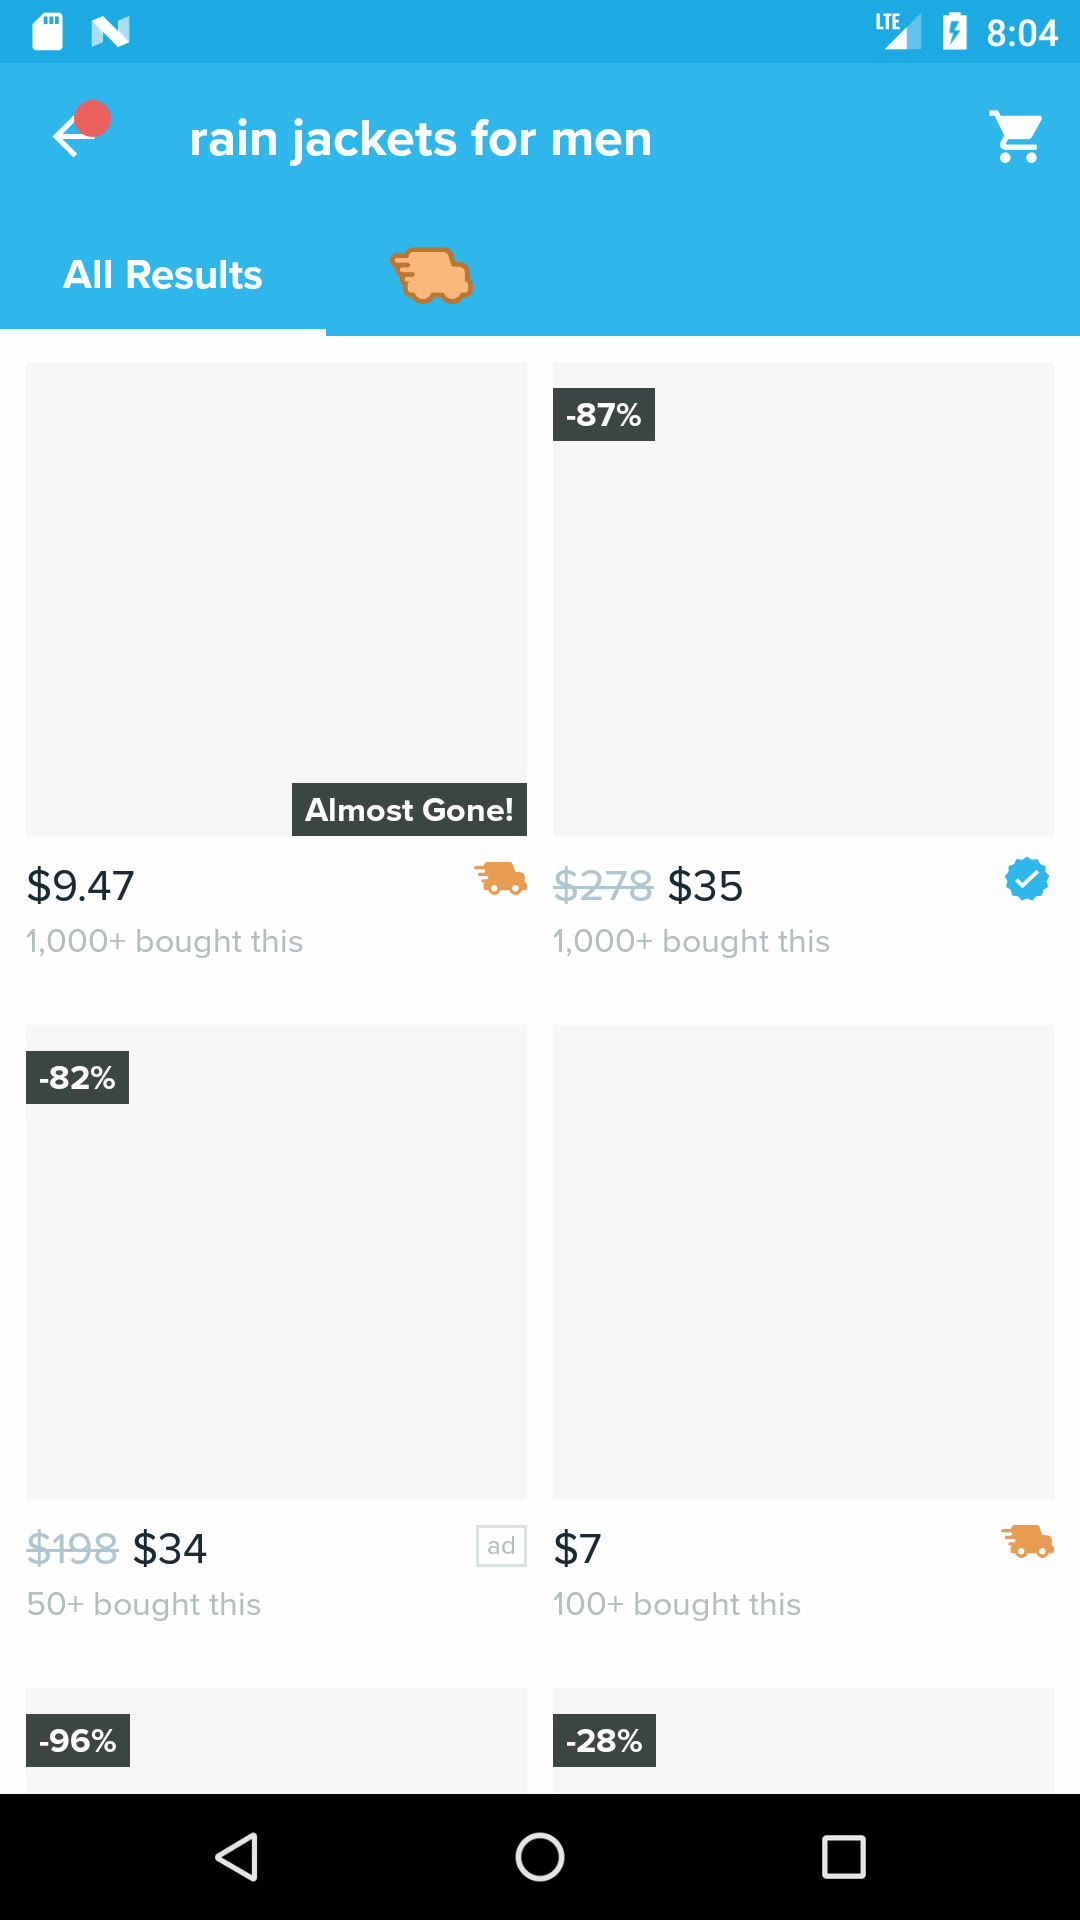 LTE 8:04
rain jackets for men
All Results
-87%
Almost Gone!
$9.47
1,000+ bought this
$278 $35
1,000+ bought this
-82%
$198 $34
ad
50+ bought this
$7
100+ bought this
-96%
-28%